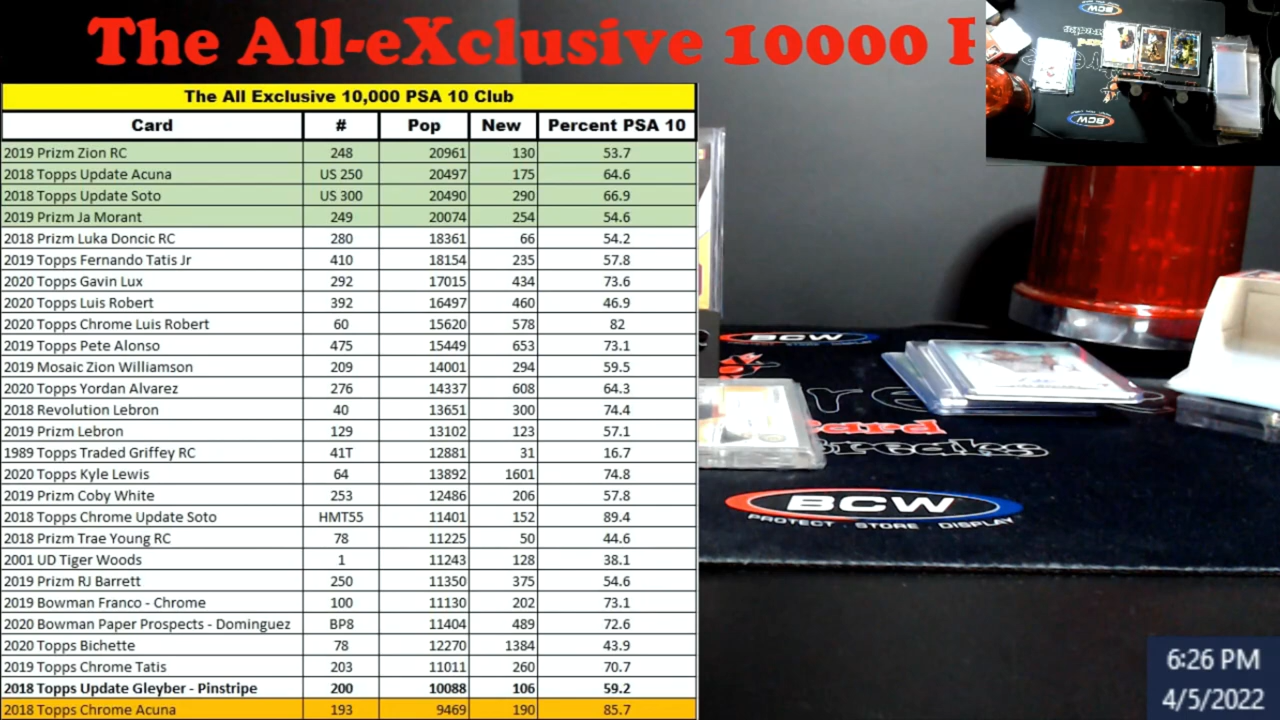 The All-eXclusive 10000 P
The All Exclusive 10,000 PSA 10 Club
Card # Pop New Percent PSA 10
2019 Prizm Zion RC 248 20961 130 53.7
2018 Topps Update Acuna US 250 20497 175 64.6
2018 Topps Update Soto US 300 20490 290 66.9
2019 Prizm Ja Morant 249 20074 254 54.6
2018 Prizm Luka Doncic RC 280 18361 66 54.2
2019 Topps Fernando Tatis Jr 410 18154 235 57.8
2020 Topps Gavin Lux 292 17015 434 73.6
2020 Topps Luis Robert 392 16497 460 46.9
2020 Topps Chrome Luis Robert 60 15620 578 82
2019 Topps Pete Alonso 475 15449 653 73.1
2019 Mosaic Zion Williamson 209 14001 294 59.5
2020 Topps Yordan Alvarez 276 14337 608 64.3
2018 Revolution Lebron 40 13651 300 74.4
2019 Prizm Lebron 129 13102 123 57.1
1989 Topps Traded Griffey RC 41T 12881 31 16.7
2020 Topps Kyle Lewis 64 13892 1601 74.8
2019 Prizm Coby White 253 12486 206 57.8
2018 Topps Chrome Update Soto HMT55 11401 152 89.4
2018 Prizm Trae Young RC 78 11225 50 44.6
2001 UD Tiger Woods 1 11243 128 38.1
2019 Prizm RJ Barrett 250 11350 375 54.6
2019 Bowman Franco - Chrome 100 11130 202 73.1
2020 Bowman Paper Prospects - Dominguez BP8 11404 489 72.6
2020 Topps Bichette 78 12270 1384 43.9
2019 Topps Chrome Tatis 203 11011 260 70.7
2018 Topps Update Gleyber - Pinstripe 200 10088 106 59.2
2018 Topps Chrome Acuna 193 9469 190 85.7
BCW
BCW
BCW
PROTECT · STORE · DISPLAY
Card
Breaks
BCW
PROTECT · STORE · DISPLAY
6:26 PM
4/5/2022